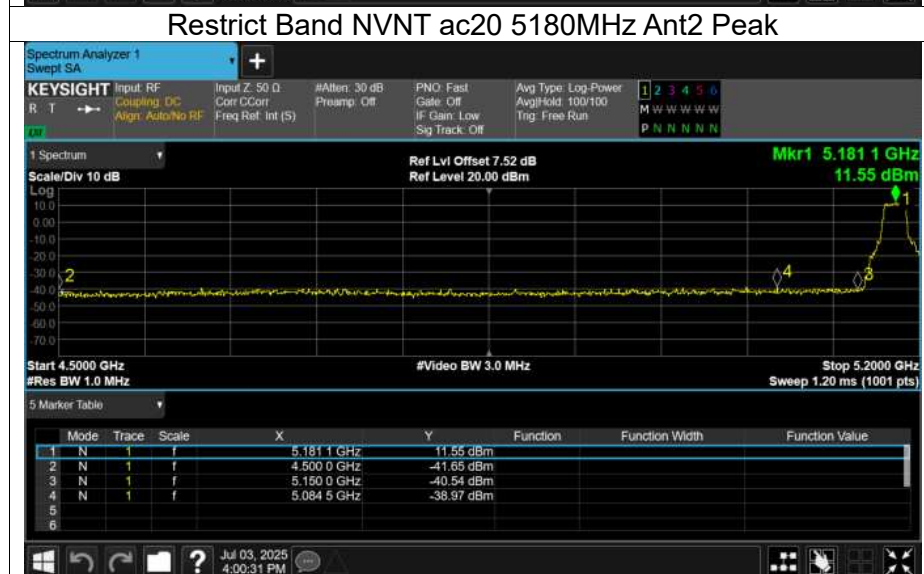 Restrict Band NVNT ac20 5180MHz Ant2 Peak
Spectrum Analyzer 1
Swept SA
+
KEYSIGHT Input: RF Input Z: 50 Ω #Atten: 30 dB PNO: Fast Avg Type: Log-Power 1 2 3 4 5 6
R T Coupling: DC Corr CCorr Preamp: Off Gate: Off Avg|Hold: 100/100 M W W W W W
Align: Auto/No RF Freq Ref: Int (S) IF Gain: Low Trig: Free Run
Sig Track: Off P N N N N N
1 Spectrum Ref Lvl Offset 7.52 dB Mkr1 5.181 1 GHz
Scale/Div 10 dB Ref Level 20.00 dBm 11.55 dBm
Log
1
10.0
0.00
-10.0
-20.0
-30.0 2 4 3
-40.0
-50.0
-60.0
-70.0
Start 4.5000 GHz #Video BW 3.0 MHz Stop 5.2000 GHz
#Res BW 1.0 MHz Sweep 1.20 ms (1001 pts)
5 Marker Table
Mode Trace Scale X Y Function Function Width Function Value
1 N 1 f 5.181 1 GHz 11.55 dBm
2 N 1 f 4.500 0 GHz -41.65 dBm
3 N 1 f 5.150 0 GHz -40.54 dBm
4 N 1 f 5.084 5 GHz -38.97 dBm
5
6
? Jul 03, 2025
4:00:31 PM